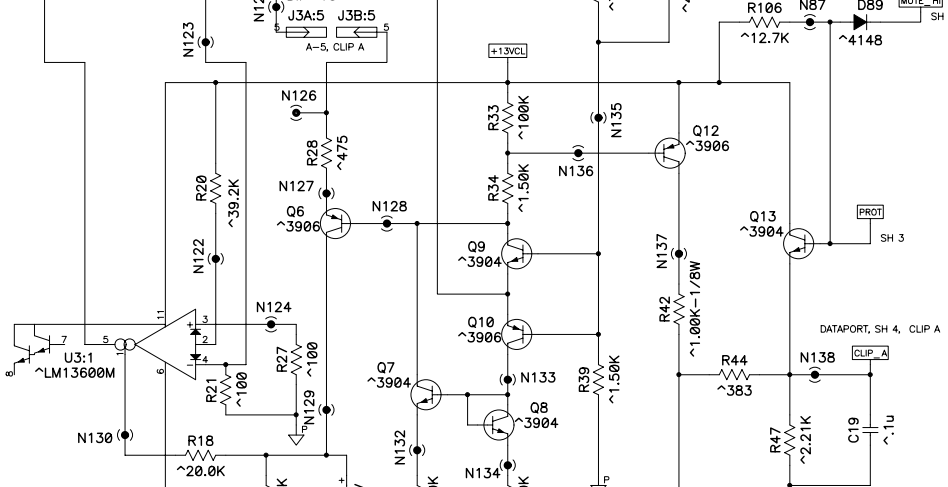 R106
N87
D89
MUTE_HI
SH
^12.7K
^4148
N12
J3A:5 J3B:5
5 5
A-5, CLIP A
N123
+13VCL
N126
R33
^100K
N135
Q12
^3906
R28
^475
N136
R20
^39.2K
N127
R34
^1.50K
Q6
^3906
N128
Q13
^3904
PROT
SH 3
N122
Q9
^3904
N137
R42
^1.00K-1/8W
N124
11
+ 3
2
- 4
5
1
6
7
8
U3:1
^LM13600M
Q10
^3906
DATAPORT, SH 4, CLIP A
CLIP_A
R27
^100
R21
^100
Q7
^3904
N133
R39
^1.50K
R44
^383
N138
N129
P
Q8
^3904
N130
R18
^20.0K
N132
N134
R47
^2.21K
C19
^.1u
K
+
K
K
P